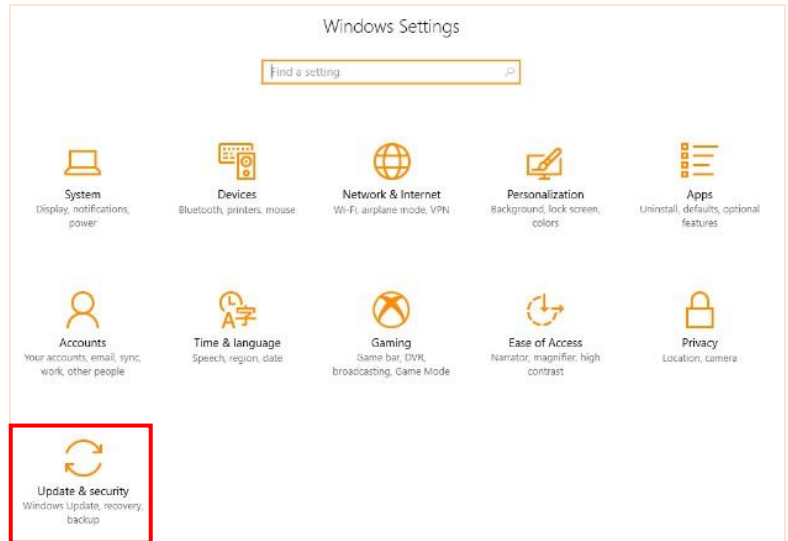 Windows Settings
Find a setting
System
Display, notifications,
power
Devices
Bluetooth, printers, mouse
Network & Internet
Wi-Fi, airplane mode, VPN
Personalization
Background, lock screen,
colors
Apps
Uninstall, defaults, optional
features
Accounts
Your accounts, email, sync,
work, other people
Time & language
Speech, region, date
Gaming
Game bar, DVR,
broadcasting, Game Mode
Ease of Access
Narrator, magnifier, high
contrast
Privacy
Location, camera
Update & security
Windows Update, recovery,
backup